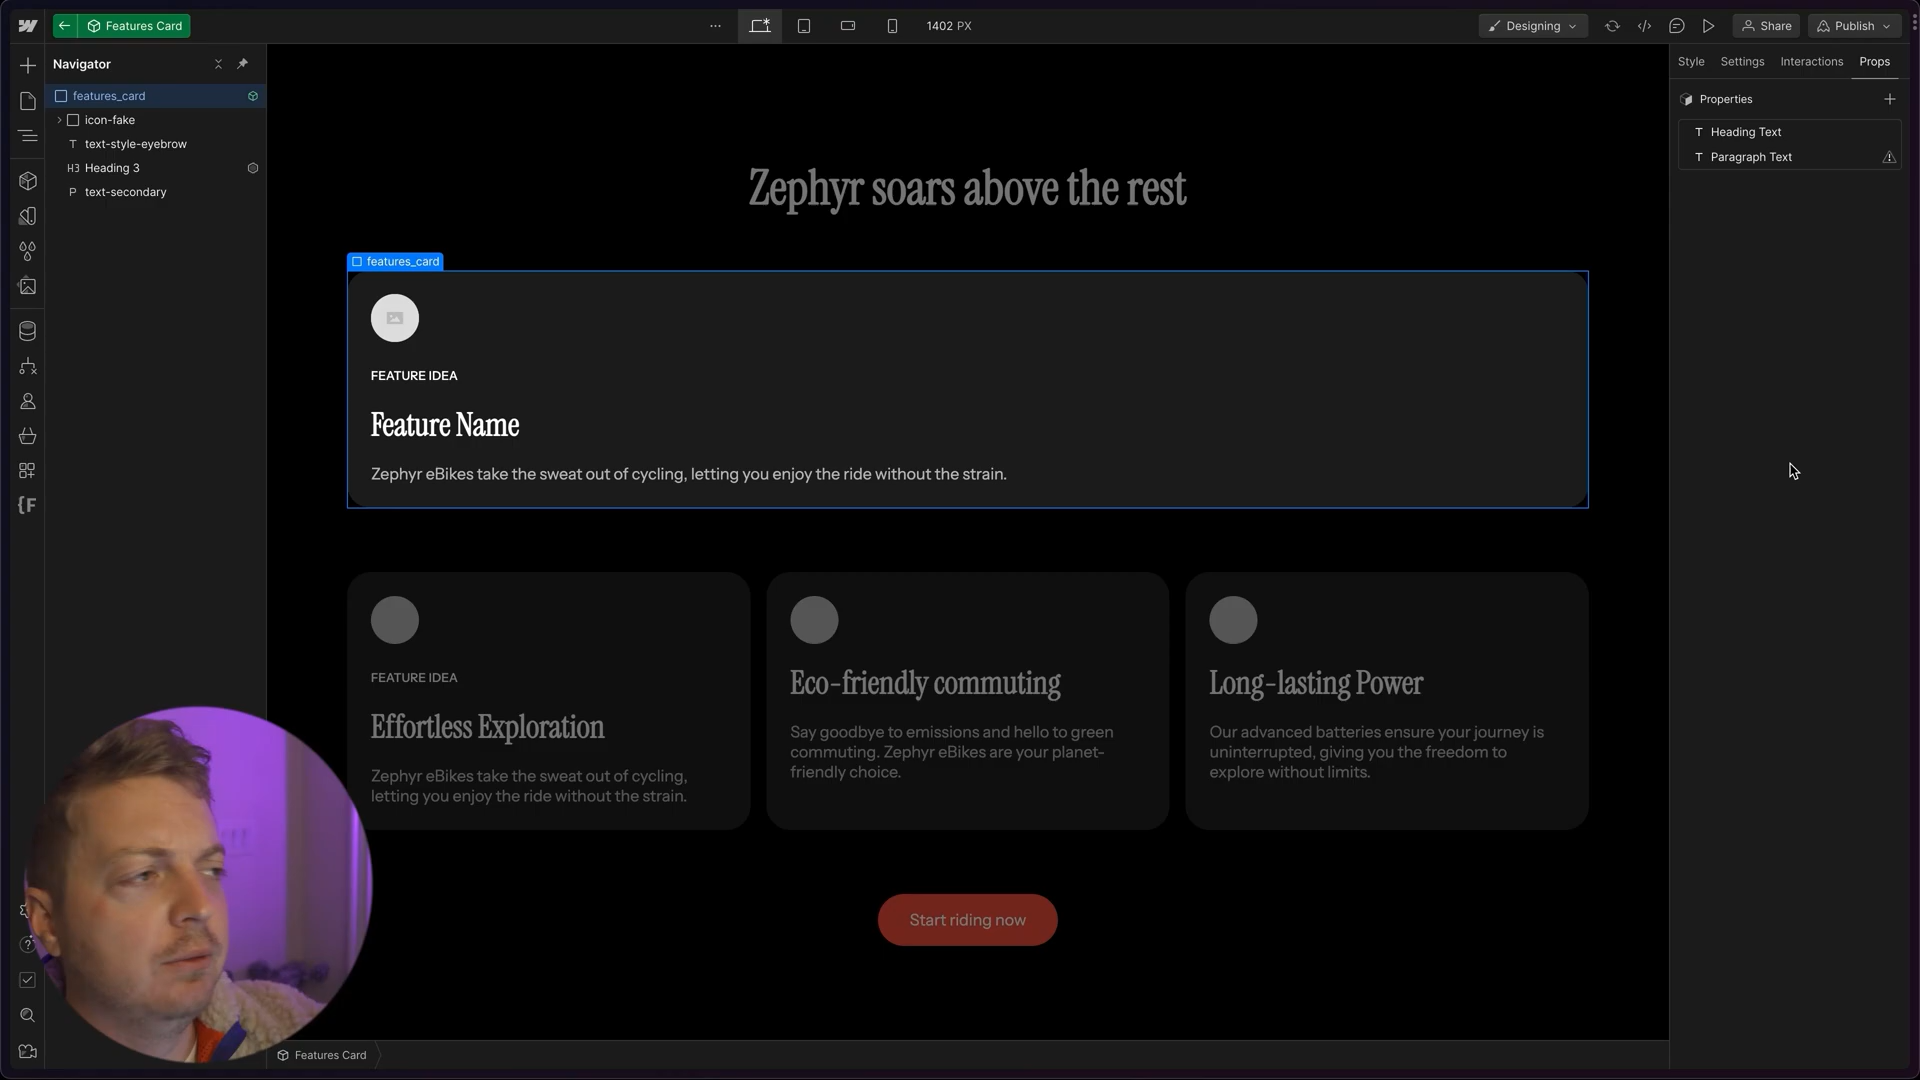 Features Card
1402 PX
Designing
Share
Publish
Navigator
features_card
icon-fake
T text-style-eyebrow
H3 Heading 3
P text-secondary
Style
Settings
Interactions
Props
Properties
T Heading Text
T Paragraph Text
Zephyr soars above the rest
features_card
FEATURE IDEA
Feature Name
Zephyr eBikes take the sweat out of cycling, letting you enjoy the ride without the strain.
FEATURE IDEA
Effortless Exploration
Zephyr eBikes take the sweat out of cycling,
letting you enjoy the ride without the strain.
Eco-friendly commuting
Say goodbye to emissions and hello to green
commuting. Zephyr eBikes are your planet-
friendly choice.
Long-lasting Power
Our advanced batteries ensure your journey is
uninterrupted, giving you the freedom to
explore without limits.
Start riding now
Features Card